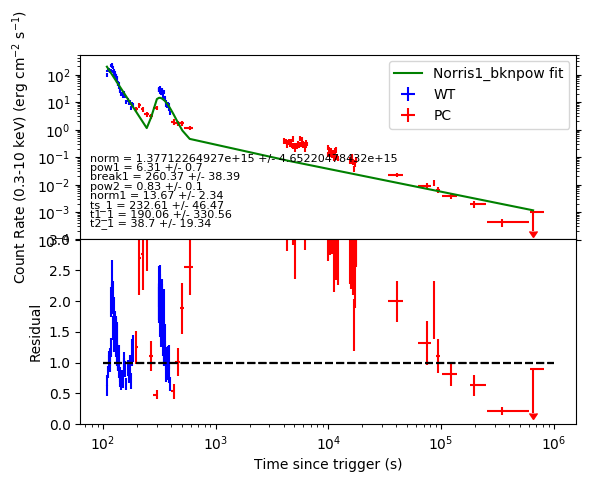 Count Rate (0.3-10 keV) (erg cm⁻² s⁻¹)
10²
10¹
10⁰
10⁻¹
10⁻²
10⁻³
Norris1_bknpow fit
WT
PC
norm = 1.37712264927e+15 +/- 4.65220478432e+15
pow1 = 6.31 +/- 0.7
break1 = 260.37 +/- 38.39
pow2 = 0.83 +/- 0.1
norm1 = 13.67 +/- 2.34
ts_1 = 232.61 +/- 46.47
t1_1 = 190.06 +/- 330.56
t2_1 = 38.7 +/- 19.34
Residual
3.0
2.5
2.0
1.5
1.0
0.5
0.0
10²
10³
10⁴
10⁵
10⁶
Time since trigger (s)